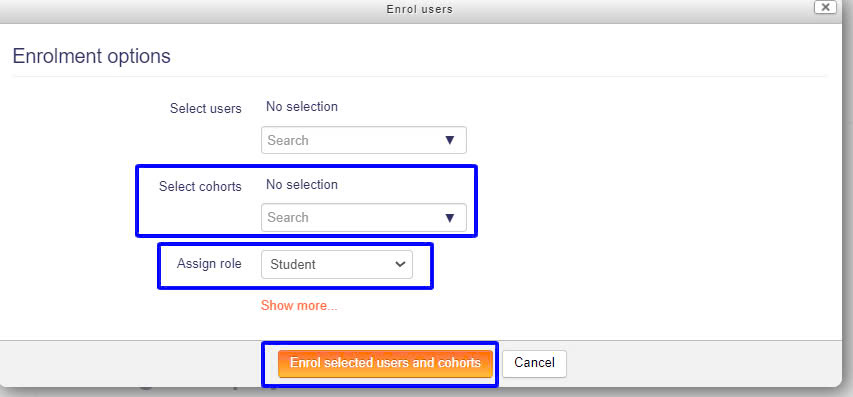 Enrol users
Enrolment options
Select users No selection
Search
Select cohorts No selection
Search
Assign role Student
Show more...
Enrol selected users and cohorts Cancel